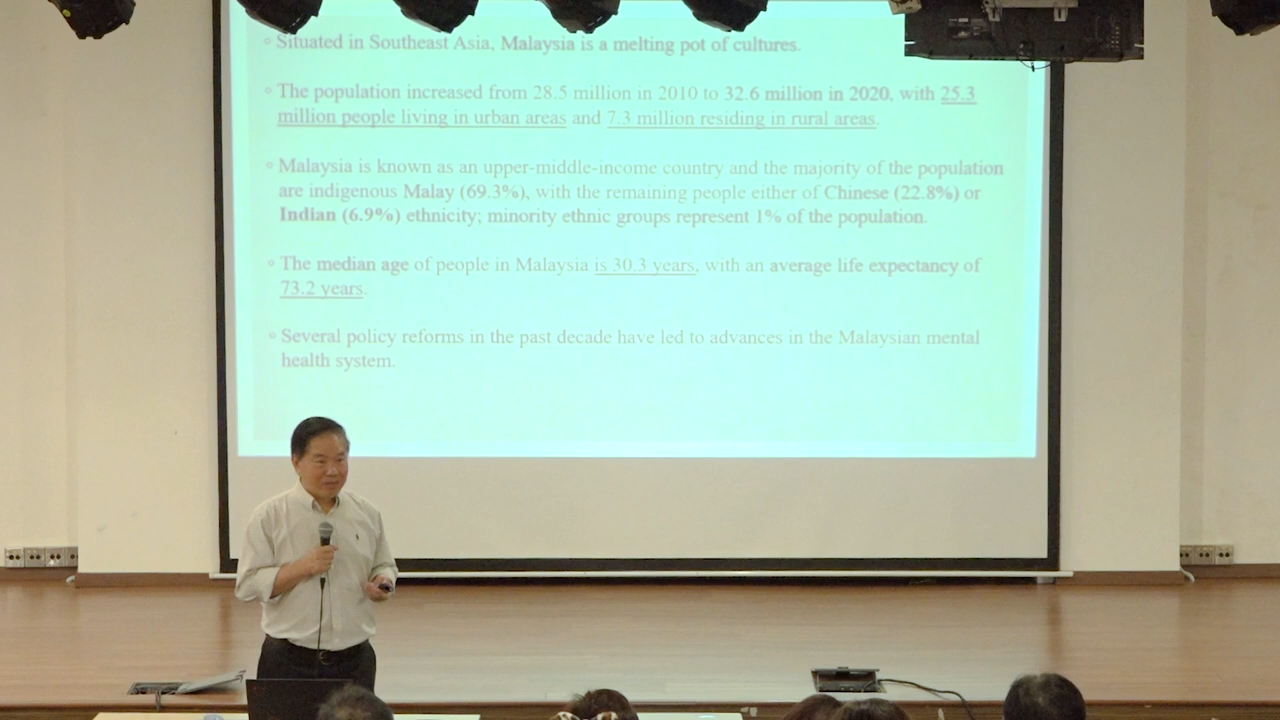 ◦ Situated in Southeast Asia, Malaysia is a melting pot of cultures.
◦ The population increased from 28.5 million in 2010 to 32.6 million in 2020, with 25.3
million people living in urban areas and 7.3 million residing in rural areas.
◦ Malaysia is known as an upper-middle-income country and the majority of the population
are indigenous Malay (69.3%), with the remaining people either of Chinese (22.8%) or
Indian (6.9%) ethnicity; minority ethnic groups represent 1% of the population.
◦ The median age of people in Malaysia is 30.3 years, with an average life expectancy of
73.2 years.
◦ Several policy reforms in the past decade have led to advances in the Malaysian mental
health system.